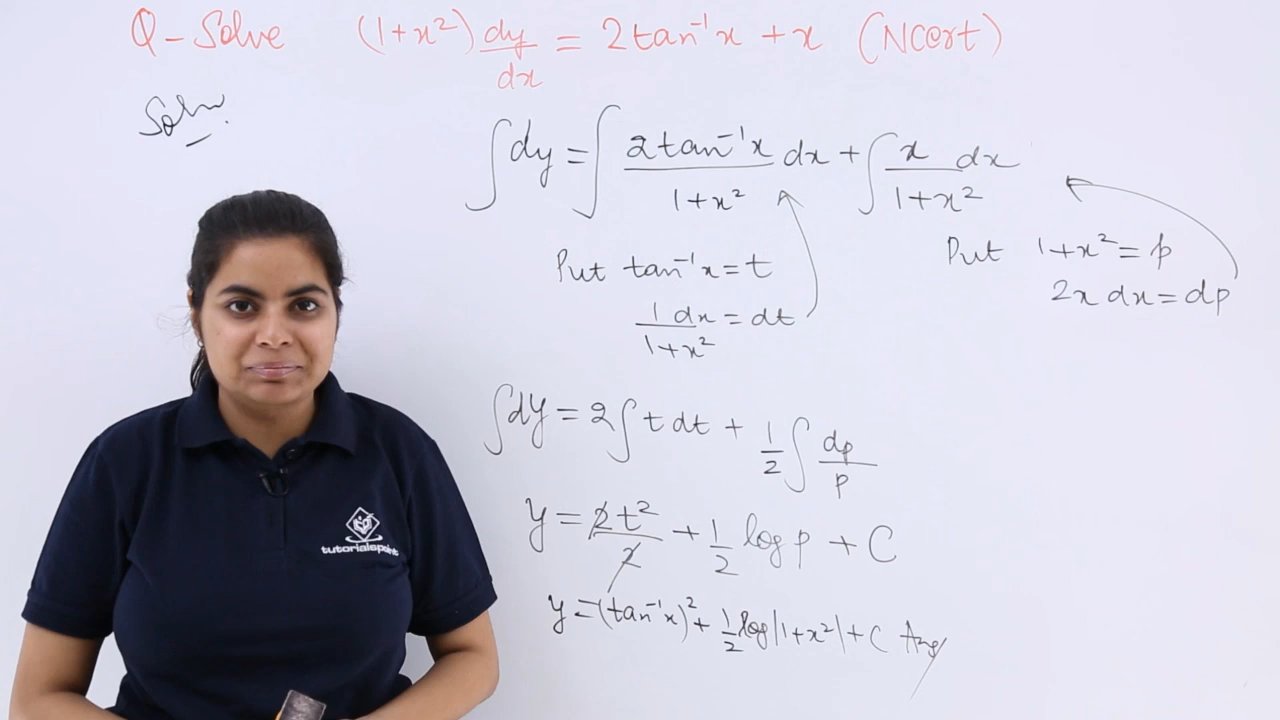 Q - Solve (1+x²) dy/dx = 2tan⁻¹x + x (NCert)
Soln.
∫dy = ∫ 2tan⁻¹x/1+x² dx + ∫ x/1+x² dx
Put tan⁻¹x = t
1/1+x² dx = dt
Put 1+x² = p
2x dx = dp
∫dy = 2∫t dt + 1/2 ∫ dp/p
y = 2t²/2 + 1/2 log p + C
y = (tan⁻¹x)² + 1/2 log|1+x²| + C Ans
tutorialspoint